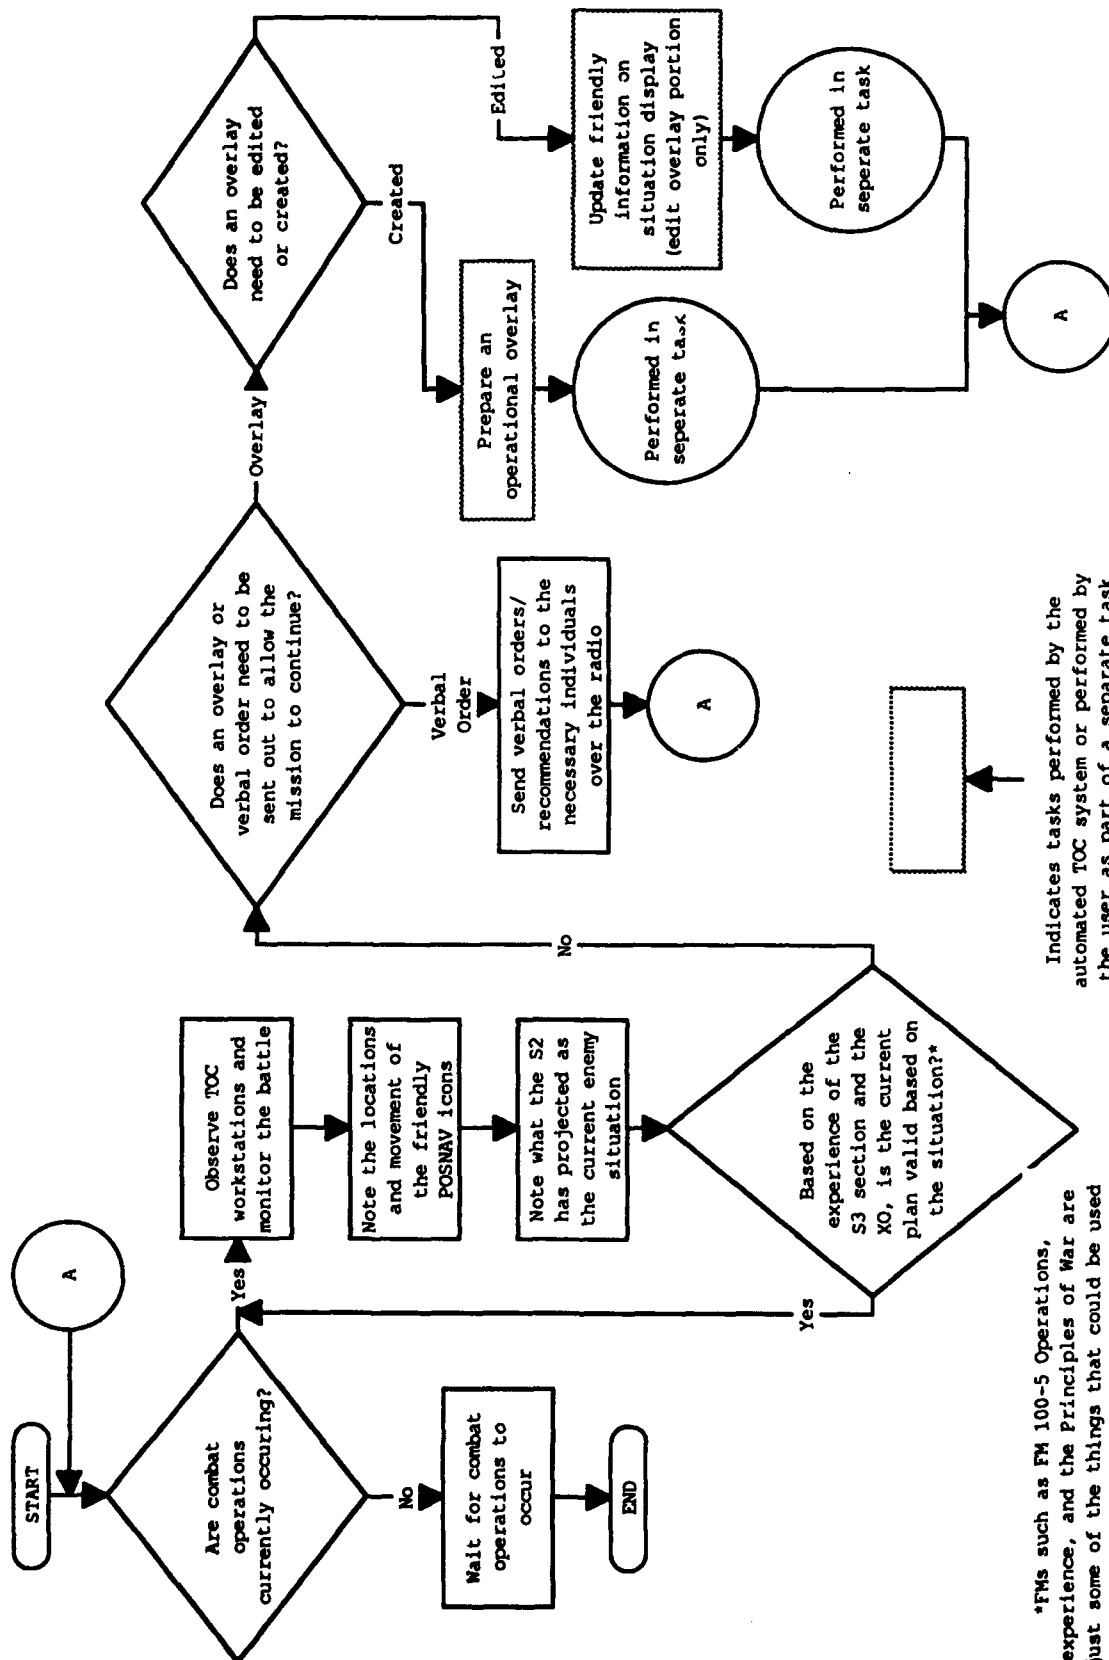 START
A
Are combat
operations
currently occuring?
Yes
No
Wait for combat
operations to
occur
END
Observe TOC
workstations and
monitor the battle
Note the locations
and movement of
the friendly
POSNAV icons
Note what the S2
has projected as
the current enemy
situation
Based on the
experience of the
S3 section and the
XO, is the current
plan valid based on
the situation?*
Yes
No
Does an overlay or
verbal order need to be
sent out to allow the
mission to continue?
Overlay
Verbal
Order
Send verbal orders/
recommendations to the
necessary individuals
over the radio
A
Does an overlay
need to be edited
or created?
Created
Edited
Prepare an
operational overlay
Performed in
seperate task
Update friendly
information on
situation display
(edit overlay portion
only)
Performed in
seperate task
A
Indicates tasks performed by the
automated TOC system or performed by
the user as part of a separate task
*FMs such as FM 100-5 Operations,
experience, and the Principles of War are
just some of the things that could be used